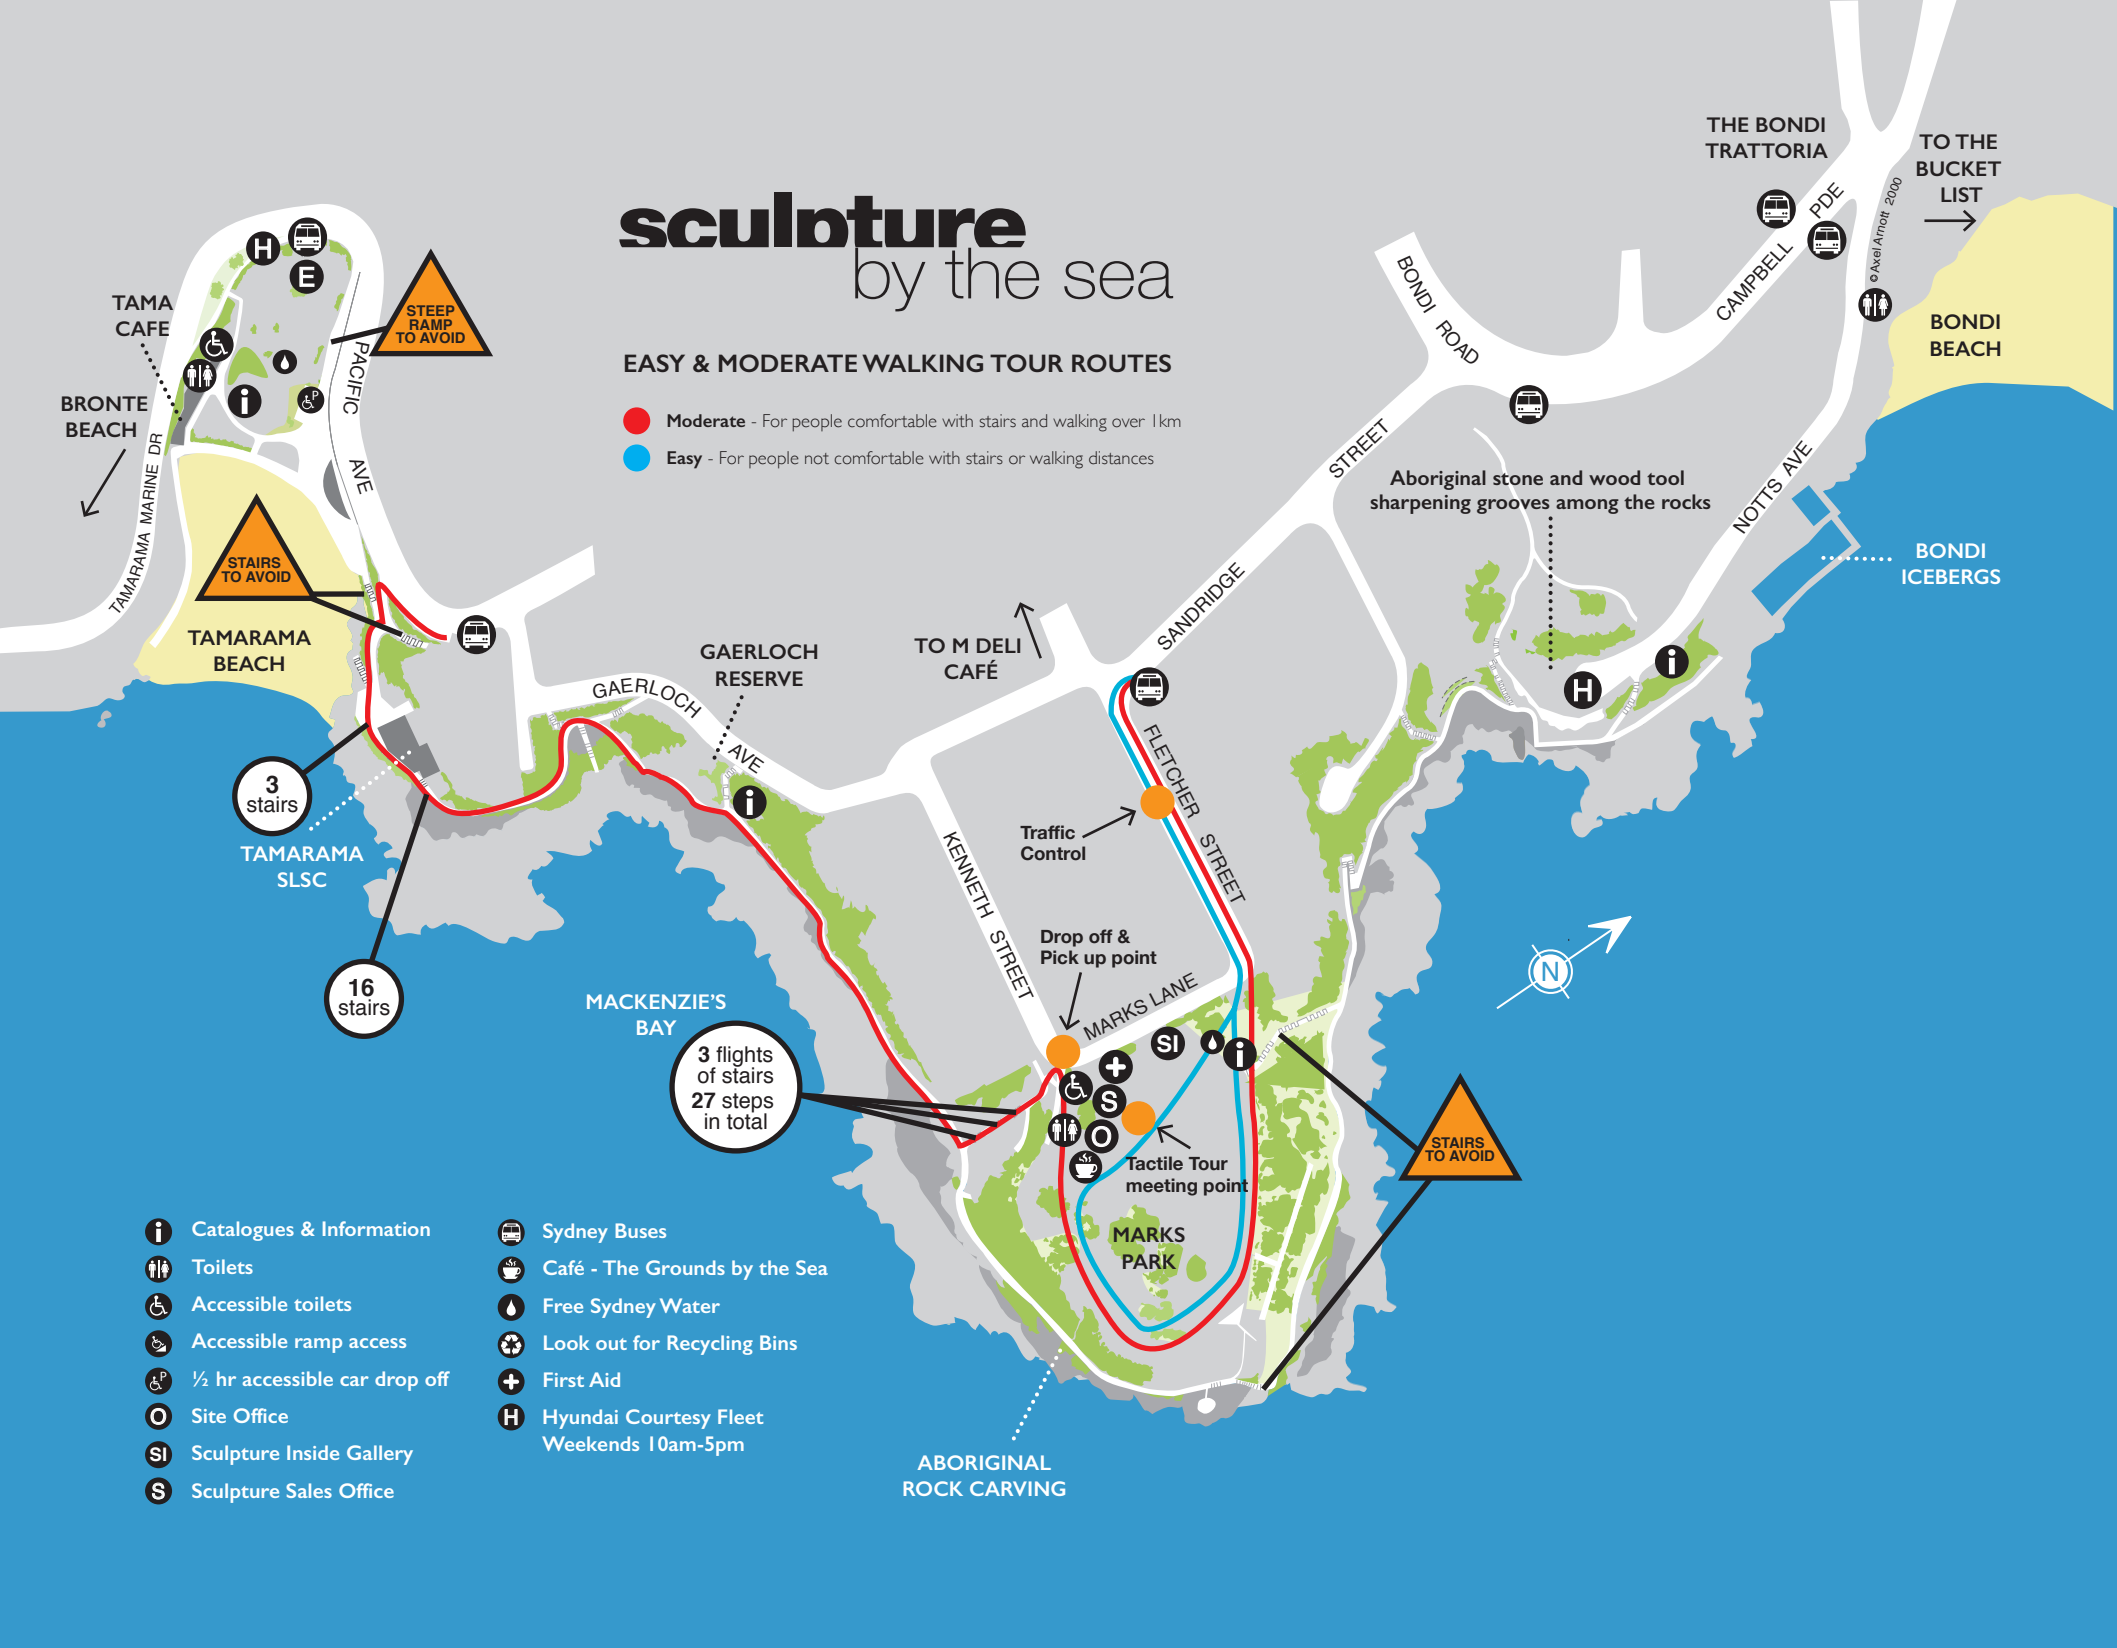 sculpture
by the sea
EASY & MODERATE WALKING TOUR ROUTES
Moderate - For people comfortable with stairs and walking over 1km
Easy - For people not comfortable with stairs or walking distances
THE BONDI
TRATTORIA
TO THE
BUCKET
LIST
CAMPBELL PDE
© Axel Arnott 2000
BONDI
BEACH
BONDI ROAD
H
E
STEEP
RAMP
TO AVOID
TAMA
CAFE
i
P
PACIFIC AVE
BRONTE
BEACH
TAMARAMA MARINE DR
STREET
SANDRIDGE
Aboriginal stone and wood tool
sharpening grooves among the rocks
NOTTS AVE
BONDI
ICEBERGS
STAIRS
TO AVOID
TAMARAMA
BEACH
GAERLOCH AVE
GAERLOCH
RESERVE
TO M DELI
CAFÉ
i
H
3
stairs
TAMARAMA
SLSC
i
FLETCHER STREET
Traffic
Control
KENNETH STREET
Drop off &
Pick up point
MARKS LANE
16
stairs
MACKENZIE'S
BAY
N
3 flights
of stairs
27 steps
in total
SI
i
S
O
Tactile Tour
meeting point
STAIRS
TO AVOID
MARKS
PARK
ABORIGINAL
ROCK CARVING
i
Catalogues & Information
Toilets
Accessible toilets
Accessible ramp access
P
½ hr accessible car drop off
O
Site Office
SI
Sculpture Inside Gallery
S
Sculpture Sales Office
Sydney Buses
Café - The Grounds by the Sea
Free Sydney Water
Look out for Recycling Bins
First Aid
H
Hyundai Courtesy Fleet
Weekends 10am-5pm